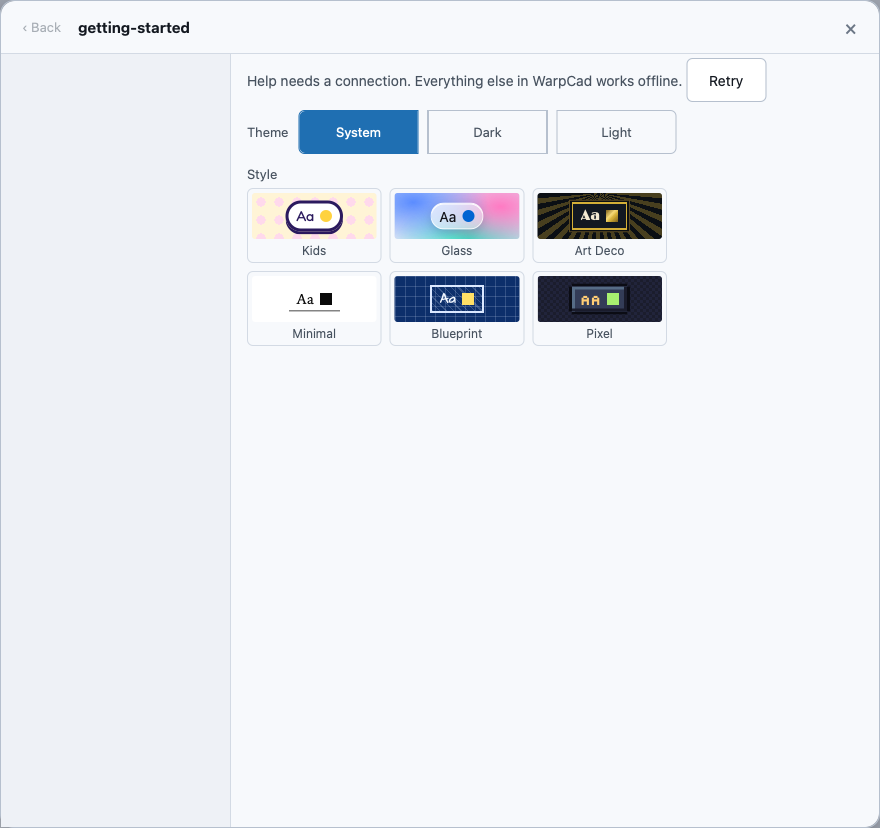 ‹ Back getting-started ×
Help needs a connection. Everything else in WarpCad works offline. Retry
Theme System Dark Light
Style
Aa Aa Aa
Kids Glass Art Deco
Aa Aa AA
Minimal Blueprint Pixel